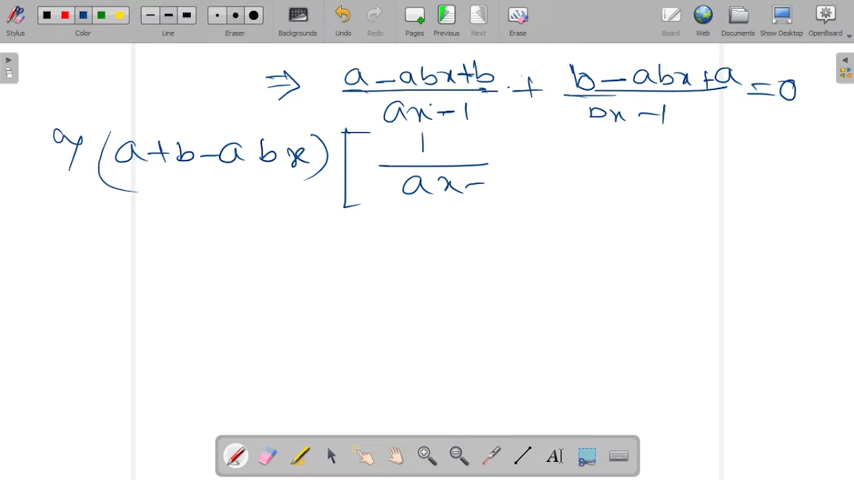 Stylus Color Line Eraser Backgrounds Undo Pages Previous Next Erase Board Web Documents Show Desktop OpenBoard
⇒ (a - abx + b)/(ax - 1) + (b - abx + a)/(bx - 1) = 0
(a + b - abx) [ 1/(ax -